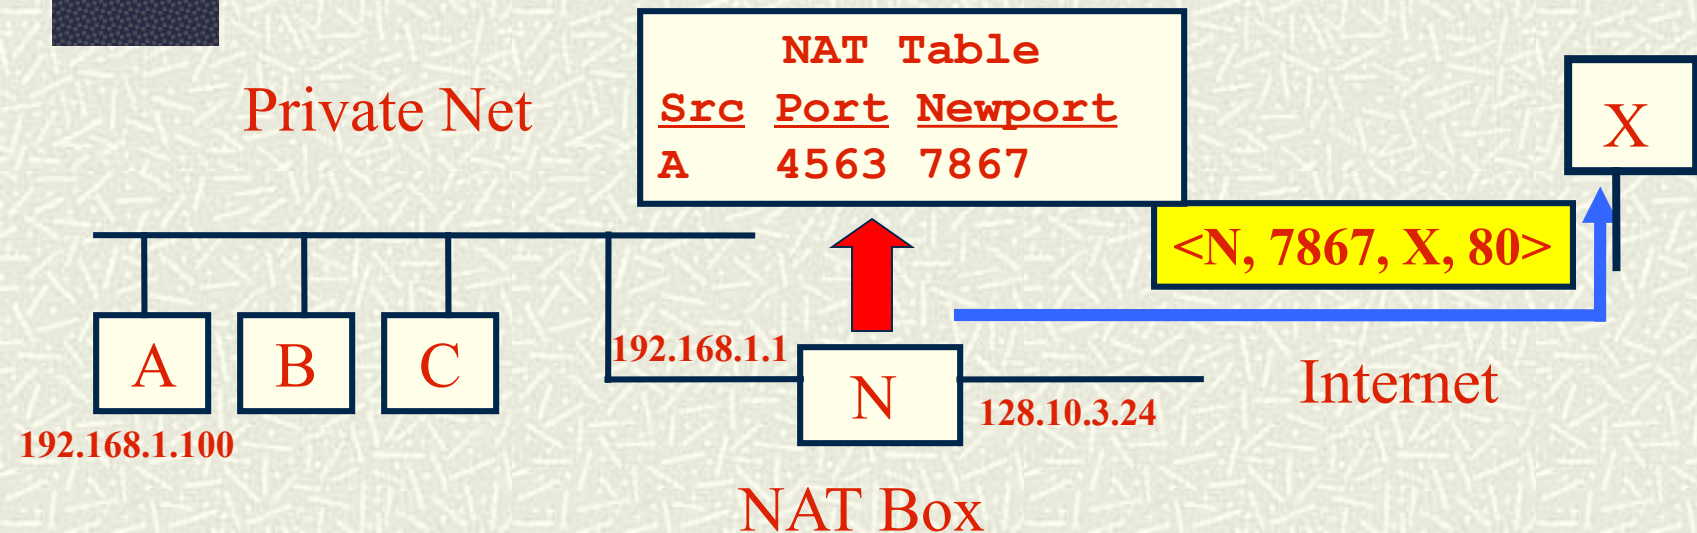 NAT Table
Src Port Newport
A 4563 7867
Private Net
X
<N, 7867, X, 80>
A
B
C
192.168.1.1
N
192.168.1.100
128.10.3.24
Internet
NAT Box